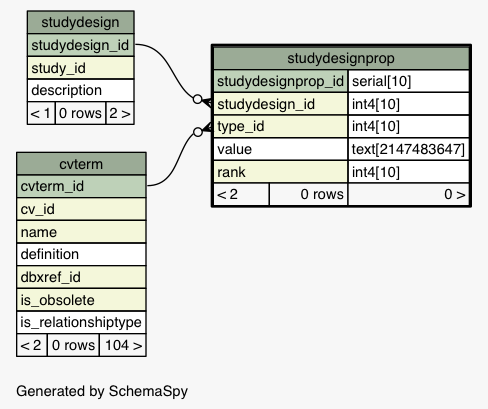 studydesign
studydesign_id
study_id
description
< 1 0 rows 2 >
studydesignprop
studydesignprop_id serial[10]
studydesign_id int4[10]
type_id int4[10]
value text[2147483647]
rank int4[10]
< 2 0 rows 0 >
cvterm
cvterm_id
cv_id
name
definition
dbxref_id
is_obsolete
is_relationshiptype
< 2 0 rows 104 >
Generated by SchemaSpy